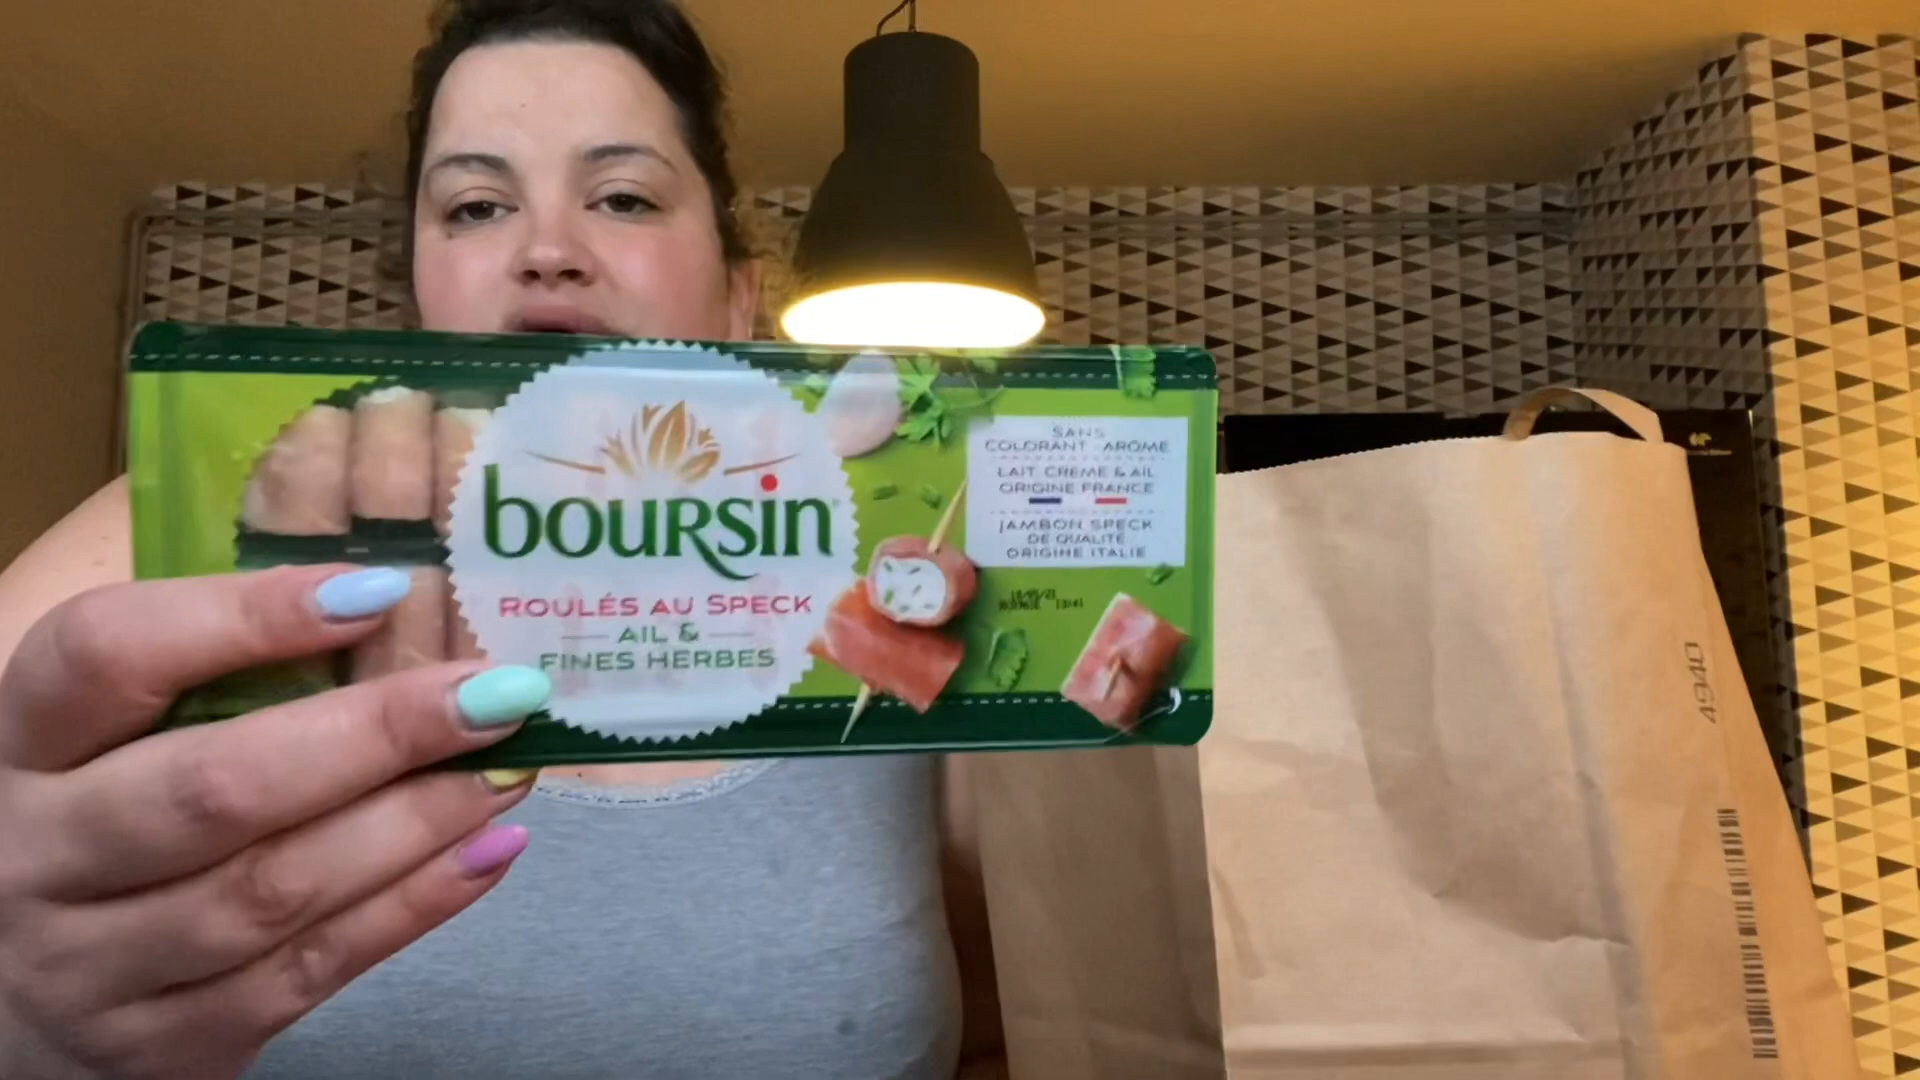 boursin
ROULÉS AU SPECK
AIL &
FINES HERBES
SANS
COLORANT - ARÔME
LAIT, CRÈME & AIL
ORIGINE FRANCE
JAMBON SPECK
DE QUALITÉ
ORIGINE ITALIE
4940